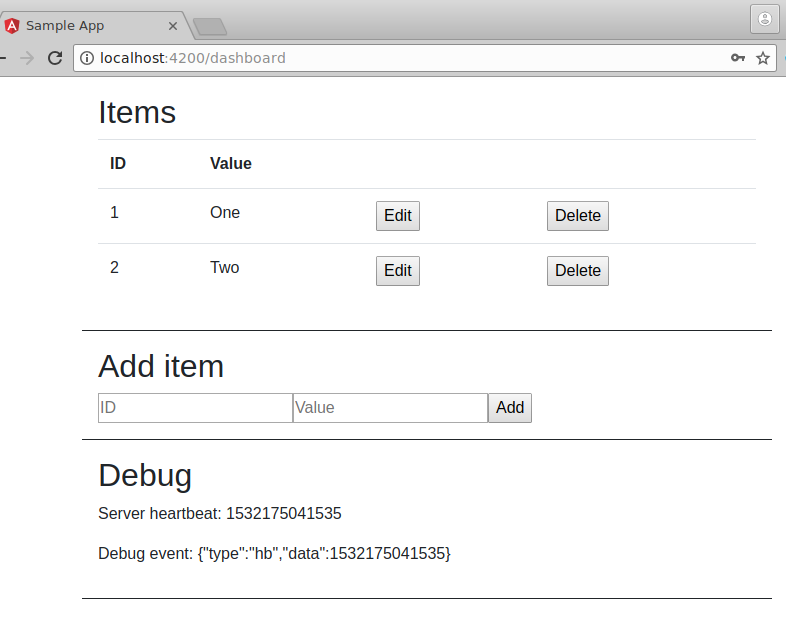 Sample App
localhost:4200/dashboard
Items
ID Value
1 One Edit Delete
2 Two Edit Delete
Add item
ID Value Add
Debug
Server heartbeat: 1532175041535
Debug event: {"type":"hb","data":1532175041535}